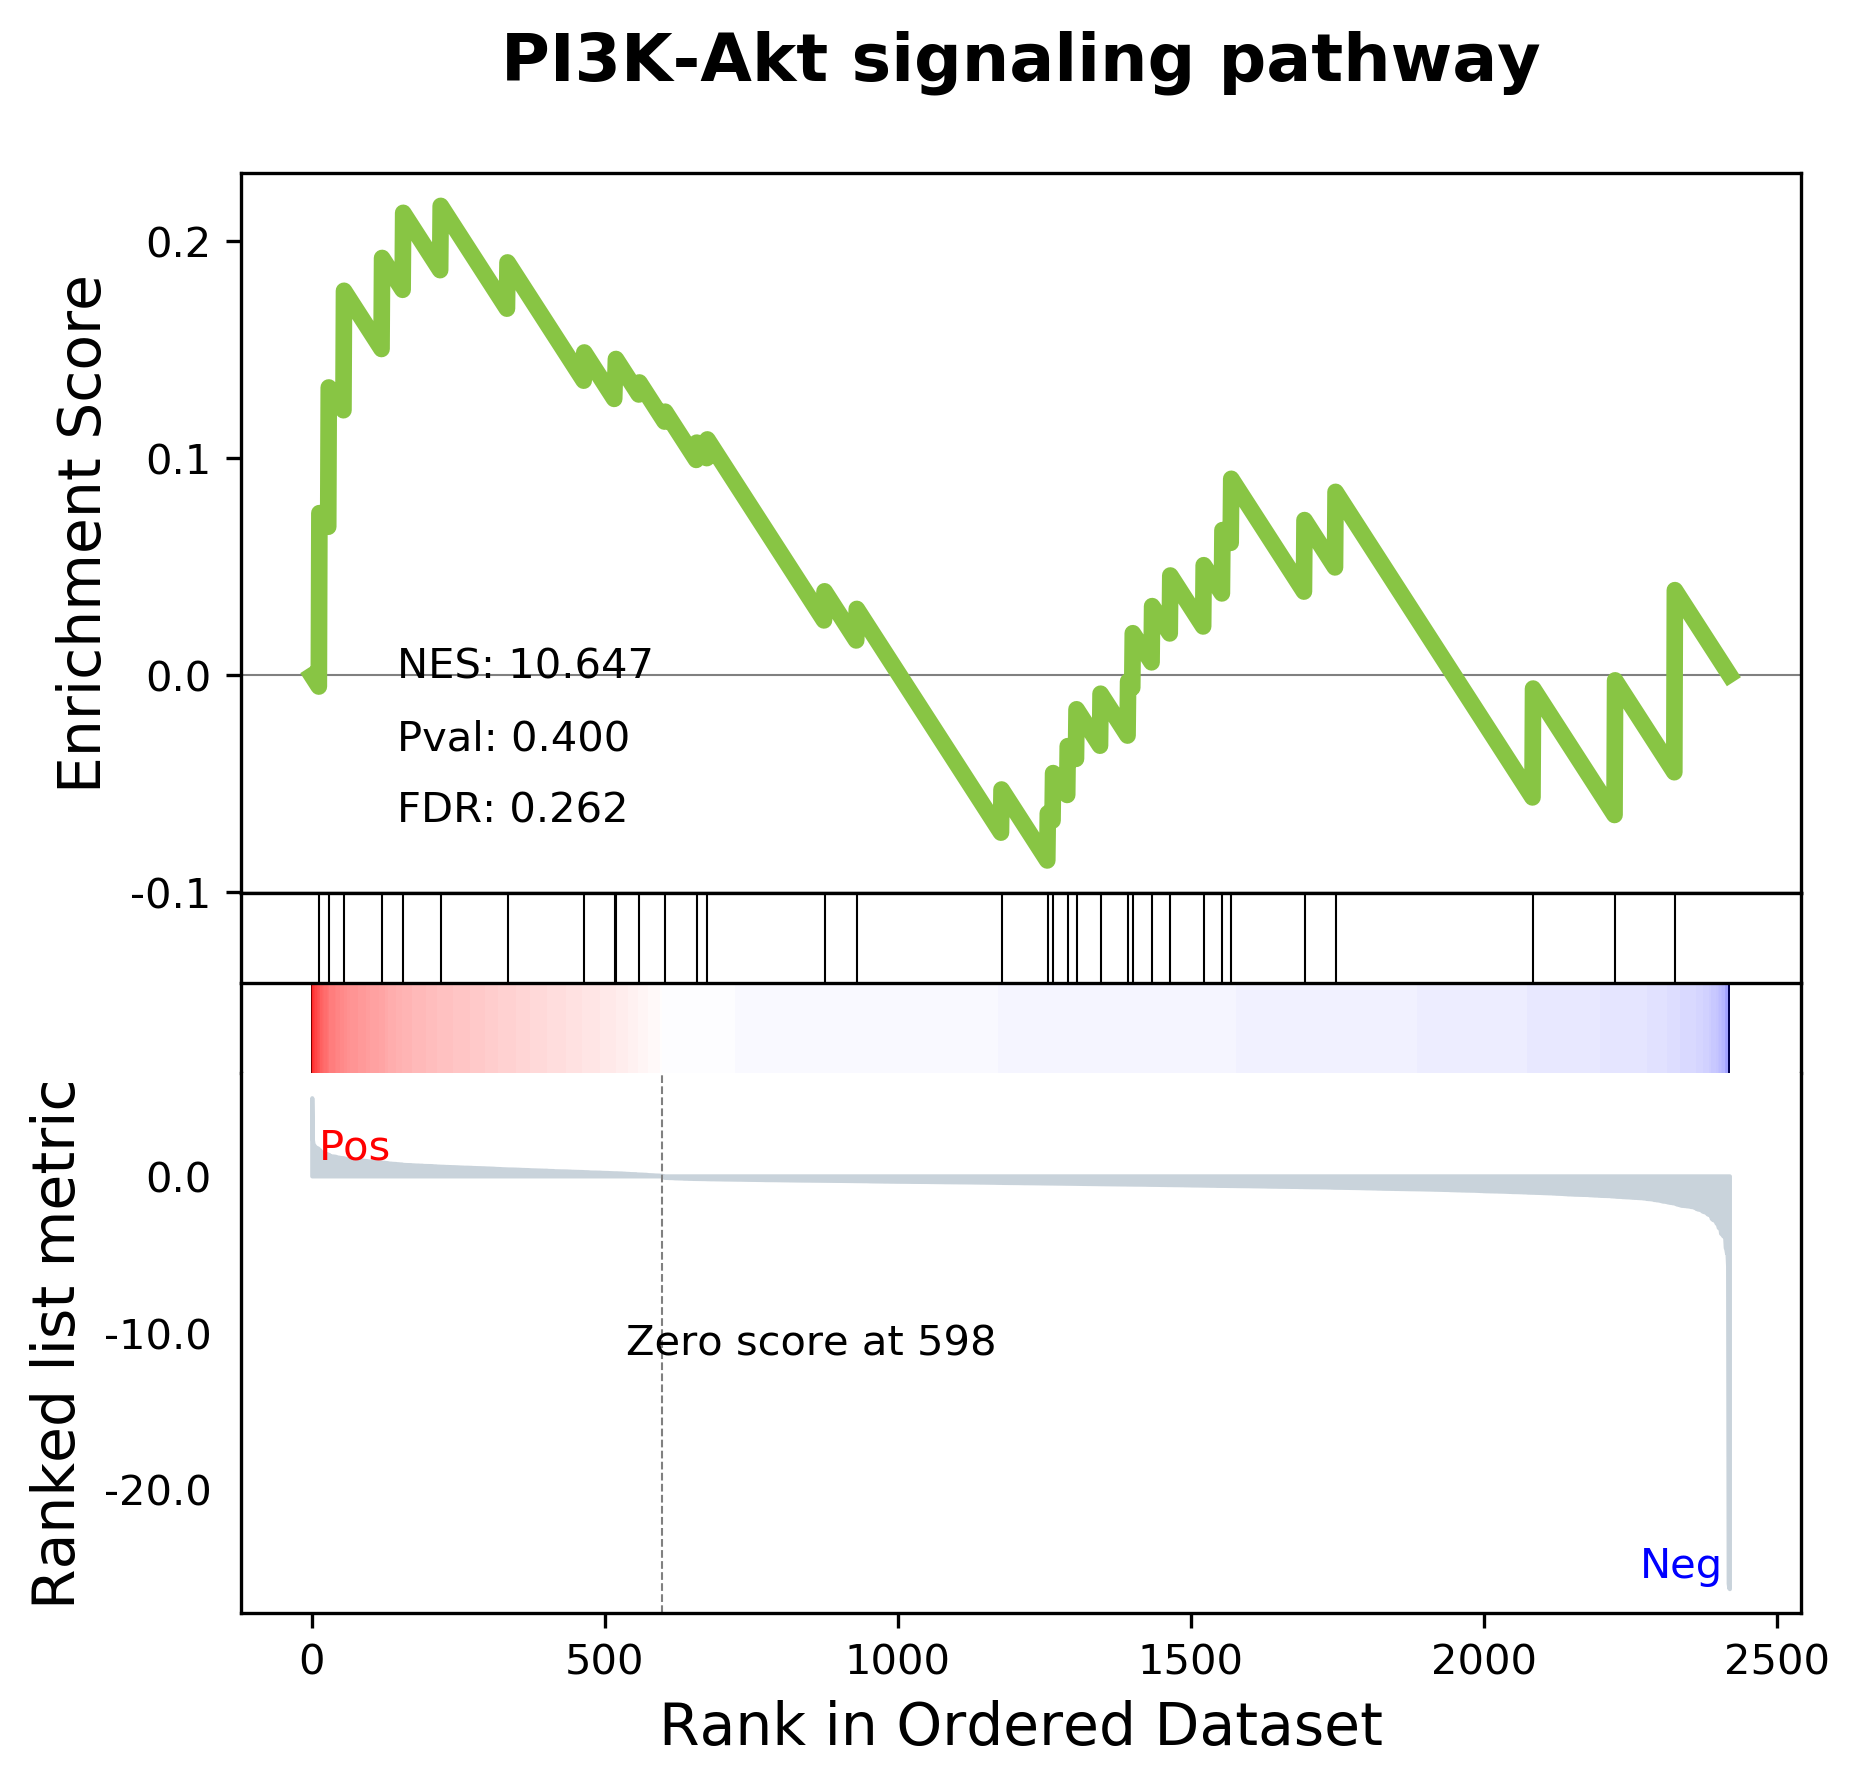 PI3K-Akt signaling pathway
Enrichment Score
0.2
0.1
0.0
-0.1
NES: 10.647
Pval: 0.400
FDR: 0.262
Ranked list metric
0.0
-10.0
-20.0
Pos
Zero score at 598
Neg
0 500 1000 1500 2000 2500
Rank in Ordered Dataset